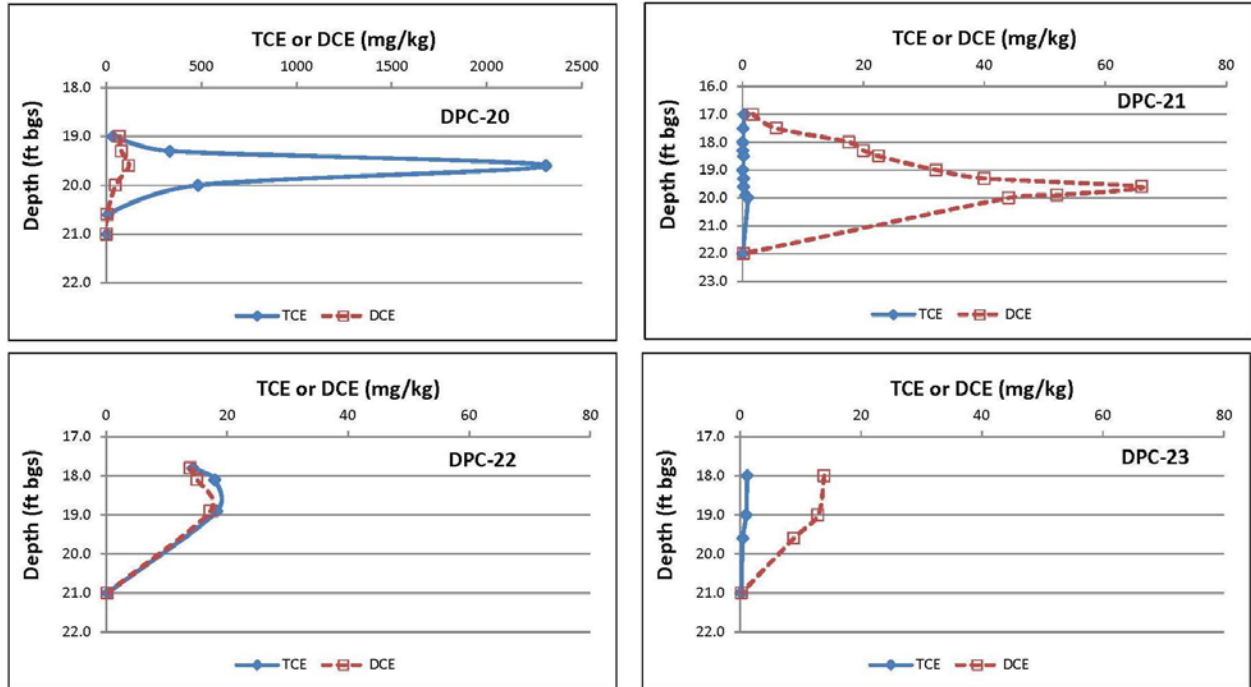 TCE or DCE (mg/kg)
0 500 1000 1500 2000 2500
Depth (ft bgs)
18.0
19.0
20.0
21.0
22.0
DPC-20
TCE DCE
TCE or DCE (mg/kg)
0 20 40 60 80
Depth (ft bgs)
16.0
17.0
18.0
19.0
20.0
21.0
22.0
23.0
DPC-21
TCE DCE
TCE or DCE (mg/kg)
0 20 40 60 80
Depth (ft bgs)
17.0
18.0
19.0
20.0
21.0
22.0
DPC-22
TCE DCE
TCE or DCE (mg/kg)
0 20 40 60 80
Depth (ft bgs)
17.0
18.0
19.0
20.0
21.0
22.0
DPC-23
TCE DCE